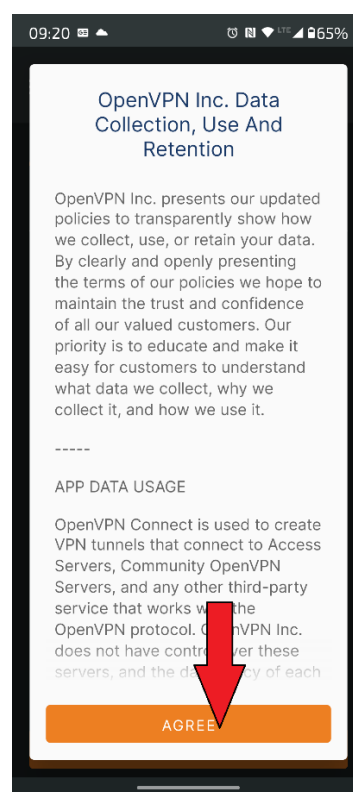 09:20
LTE 65%
OpenVPN Inc. Data
Collection, Use And
Retention
OpenVPN Inc. presents our updated
policies to transparently show how
we collect, use, or retain your data.
By clearly and openly presenting
the terms of our policies we hope to
maintain the trust and confidence
of all our valued customers. Our
priority is to educate and make it
easy for customers to understand
what data we collect, why we
collect it, and how we use it.
-----
APP DATA USAGE
OpenVPN Connect is used to create
VPN tunnels that connect to Access
Servers, Community OpenVPN
Servers, and any other third-party
service that works the
OpenVPN protocol. Inc.
does not have these
servers, and the of each
AGREE